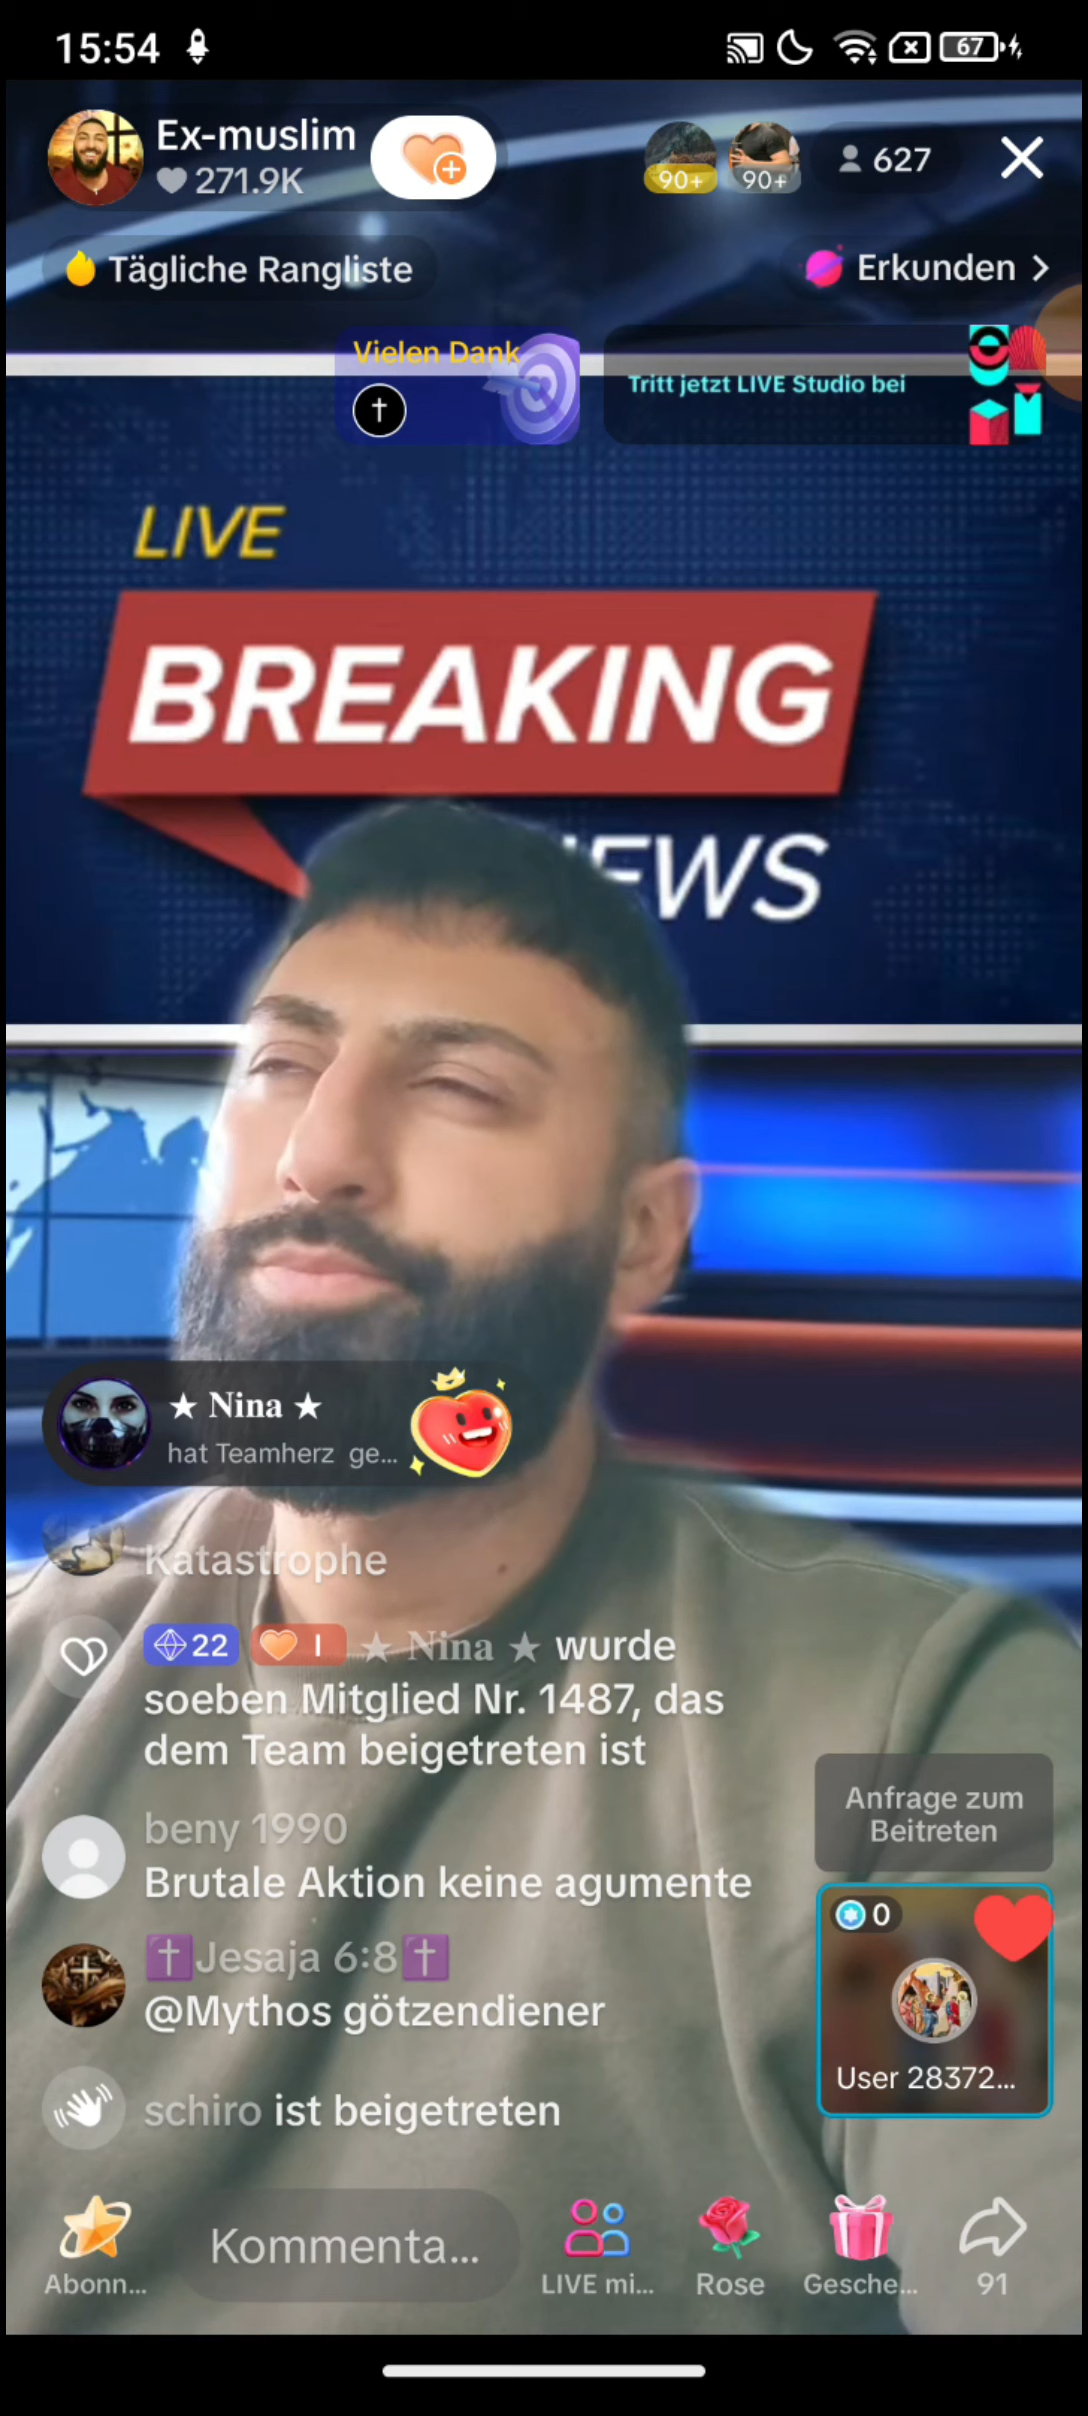 15:54
67
Ex-muslim
271.9K
90+
90+
627
Tägliche Rangliste
Erkunden
Vielen Dank
Tritt jetzt LIVE Studio bei
LIVE
BREAKING
EWS
★ Nina ★
hat Teamherz ge...
Katastrophe
22 I ★ Nina ★ wurde
soeben Mitglied Nr. 1487, das
dem Team beigetreten ist
beny 1990
Brutale Aktion keine agumente
✝️Jesaja 6:8✝️
@Mythos götzendiener
schiro ist beigetreten
Anfrage zum
Beitreten
0
User 28372...
Kommenta...
Abonn...
LIVE mi...
Rose
Gesche...
91